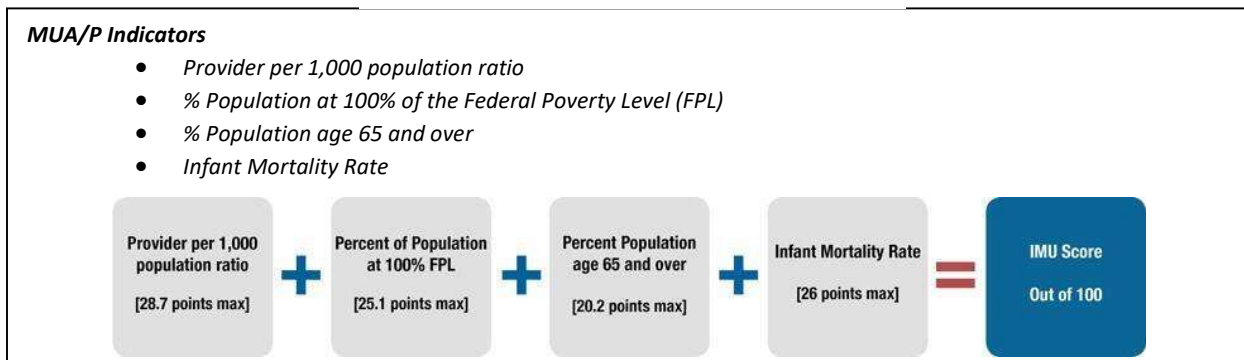 MUA/P Indicators
● Provider per 1,000 population ratio
● % Population at 100% of the Federal Poverty Level (FPL)
● % Population age 65 and over
● Infant Mortality Rate
Provider per 1,000
population ratio
[28.7 points max]
+
Percent of Population
at 100% FPL
[25.1 points max]
+
Percent Population
age 65 and over
[20.2 points max]
+
Infant Mortality Rate
[26 points max]
=
IMU Score
Out of 100